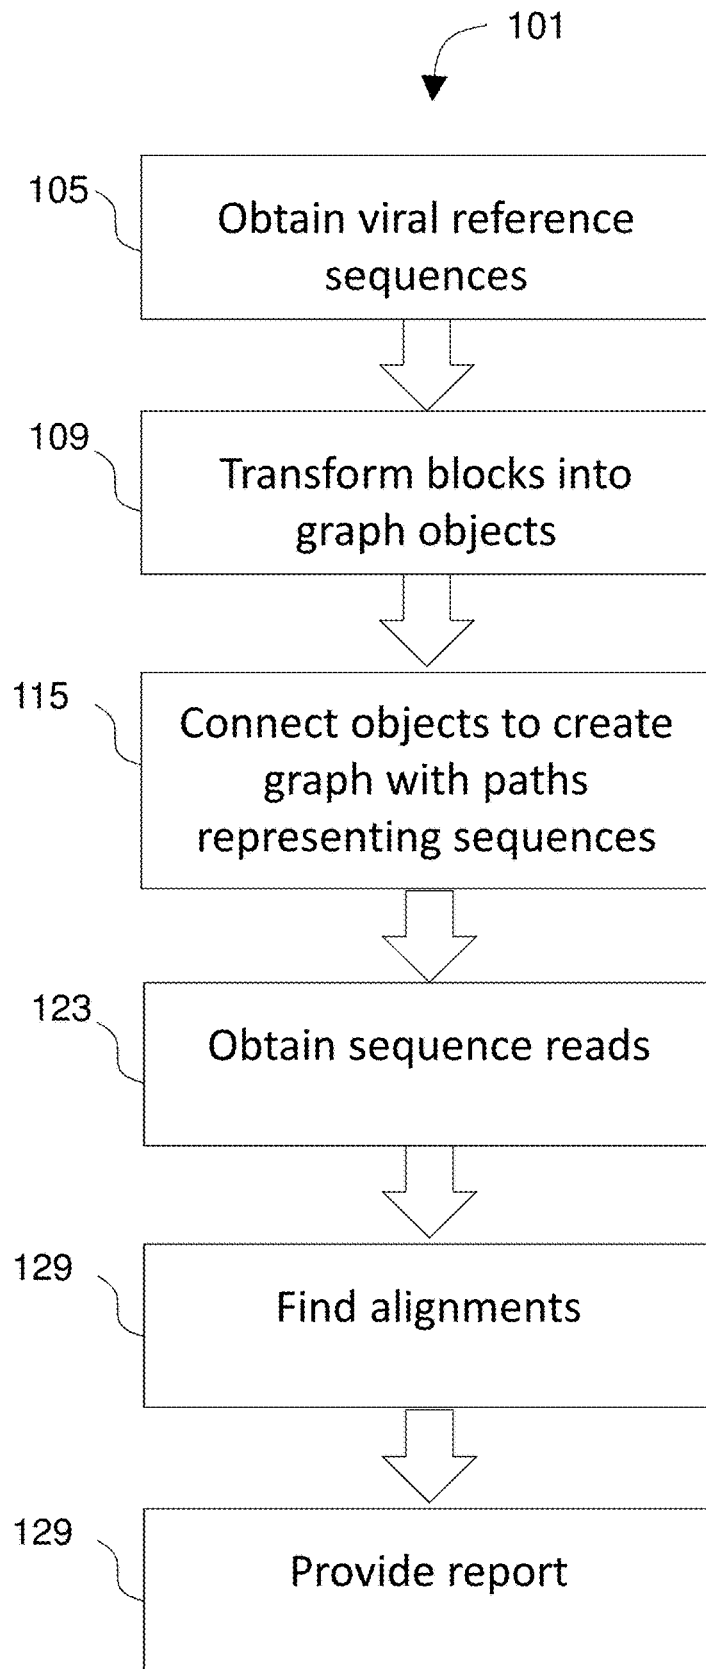 101
105
Obtain viral reference
sequences
109
Transform blocks into
graph objects
115
Connect objects to create
graph with paths
representing sequences
123
Obtain sequence reads
129
Find alignments
129
Provide report